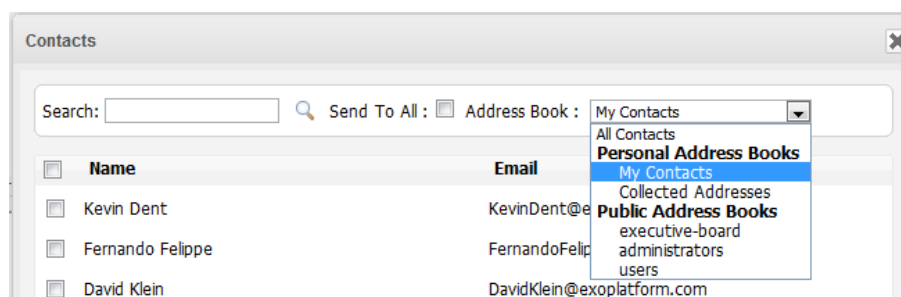 Contacts
Search: Send To All : Address Book : My Contacts
All Contacts
Personal Address Books
My Contacts
Collected Addresses
Public Address Books
executive-board
administrators
users
Name Email
Kevin Dent KevinDent@e
Fernando Felippe FernandoFelip
David Klein DavidKlein@exoplatform.com